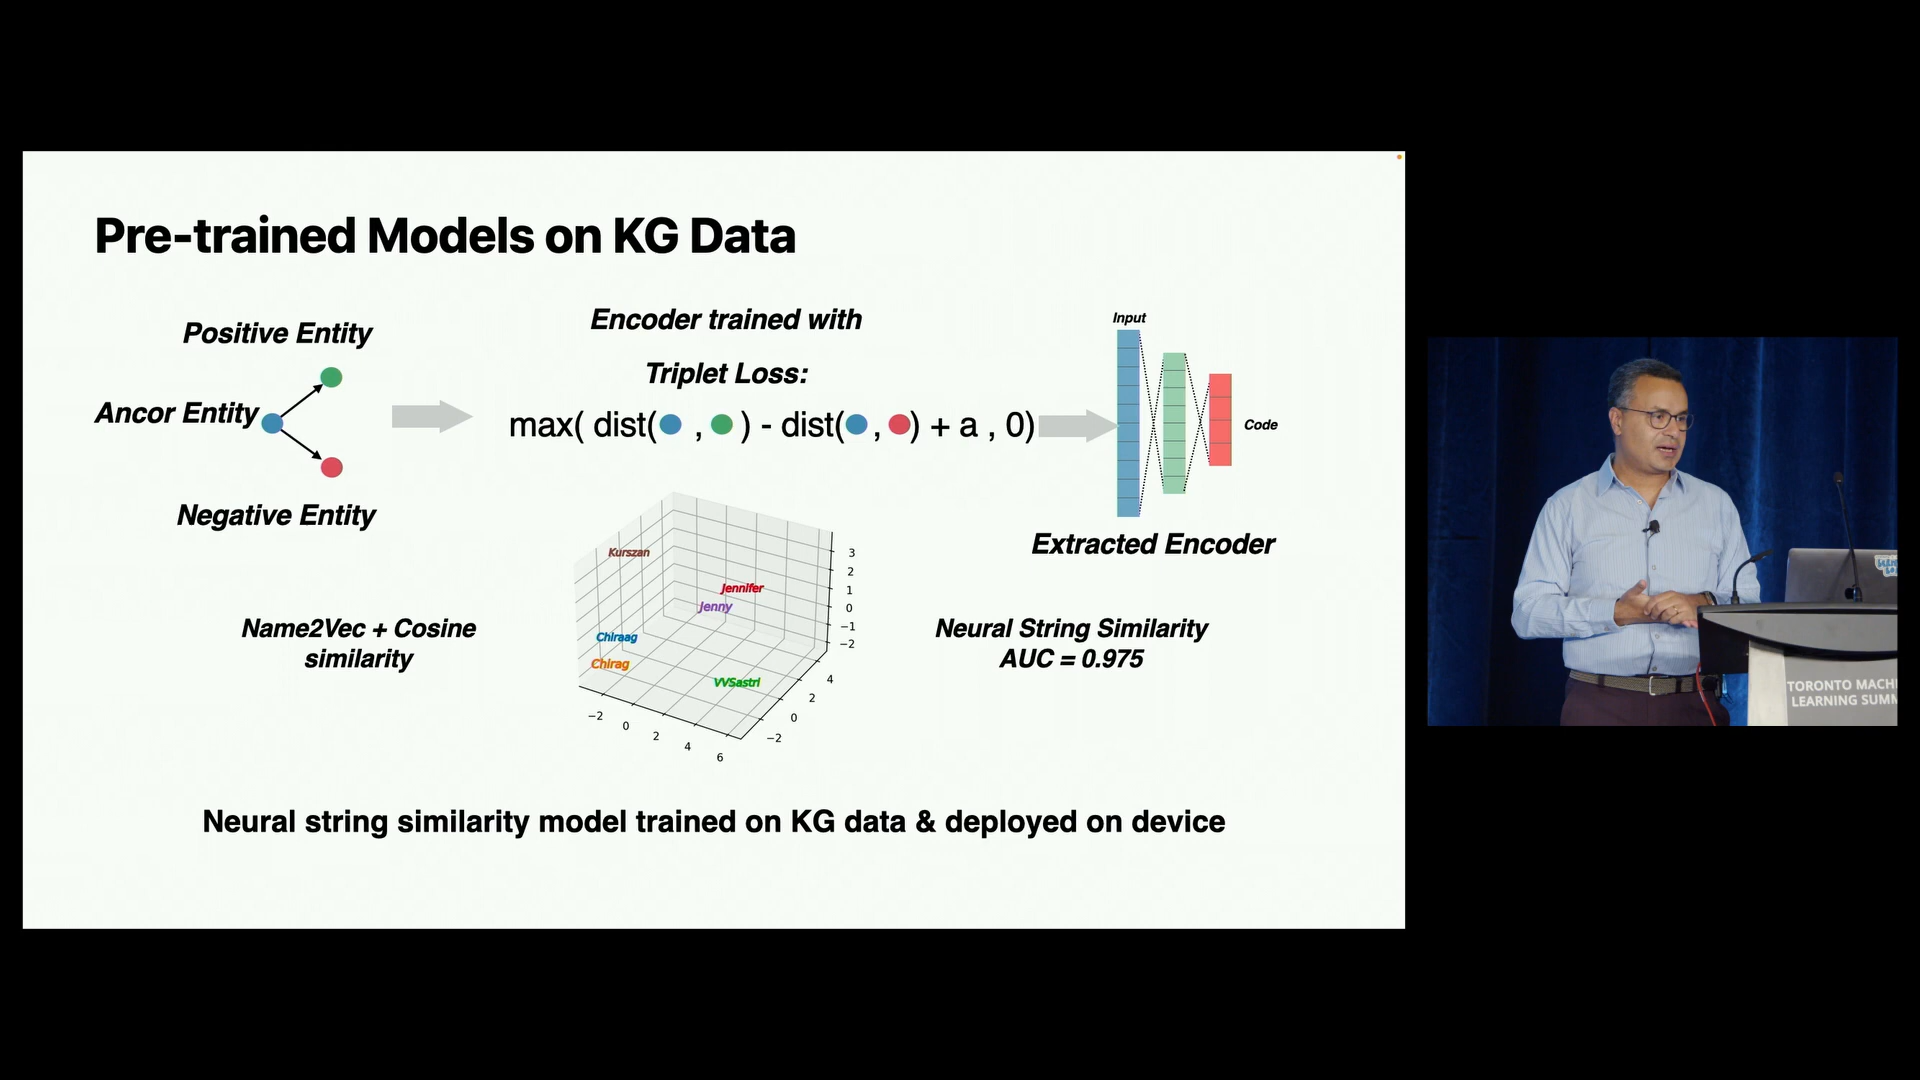 Pre-trained Models on KG Data
Positive Entity
Ancor Entity
Negative Entity
Encoder trained with
Triplet Loss:
max( dist( , ) - dist( , ) + a , 0)
Input
Code
Extracted Encoder
Name2Vec + Cosine
similarity
Kurszan
Jennifer
Jenny
Chiraag
Chirag
VVSastri
3
2
1
0
−1
−2
4
2
0
−2
−2
0
2
4
6
Neural String Similarity
AUC = 0.975
Neural string similarity model trained on KG data & deployed on device
TORONTO
LEARNING